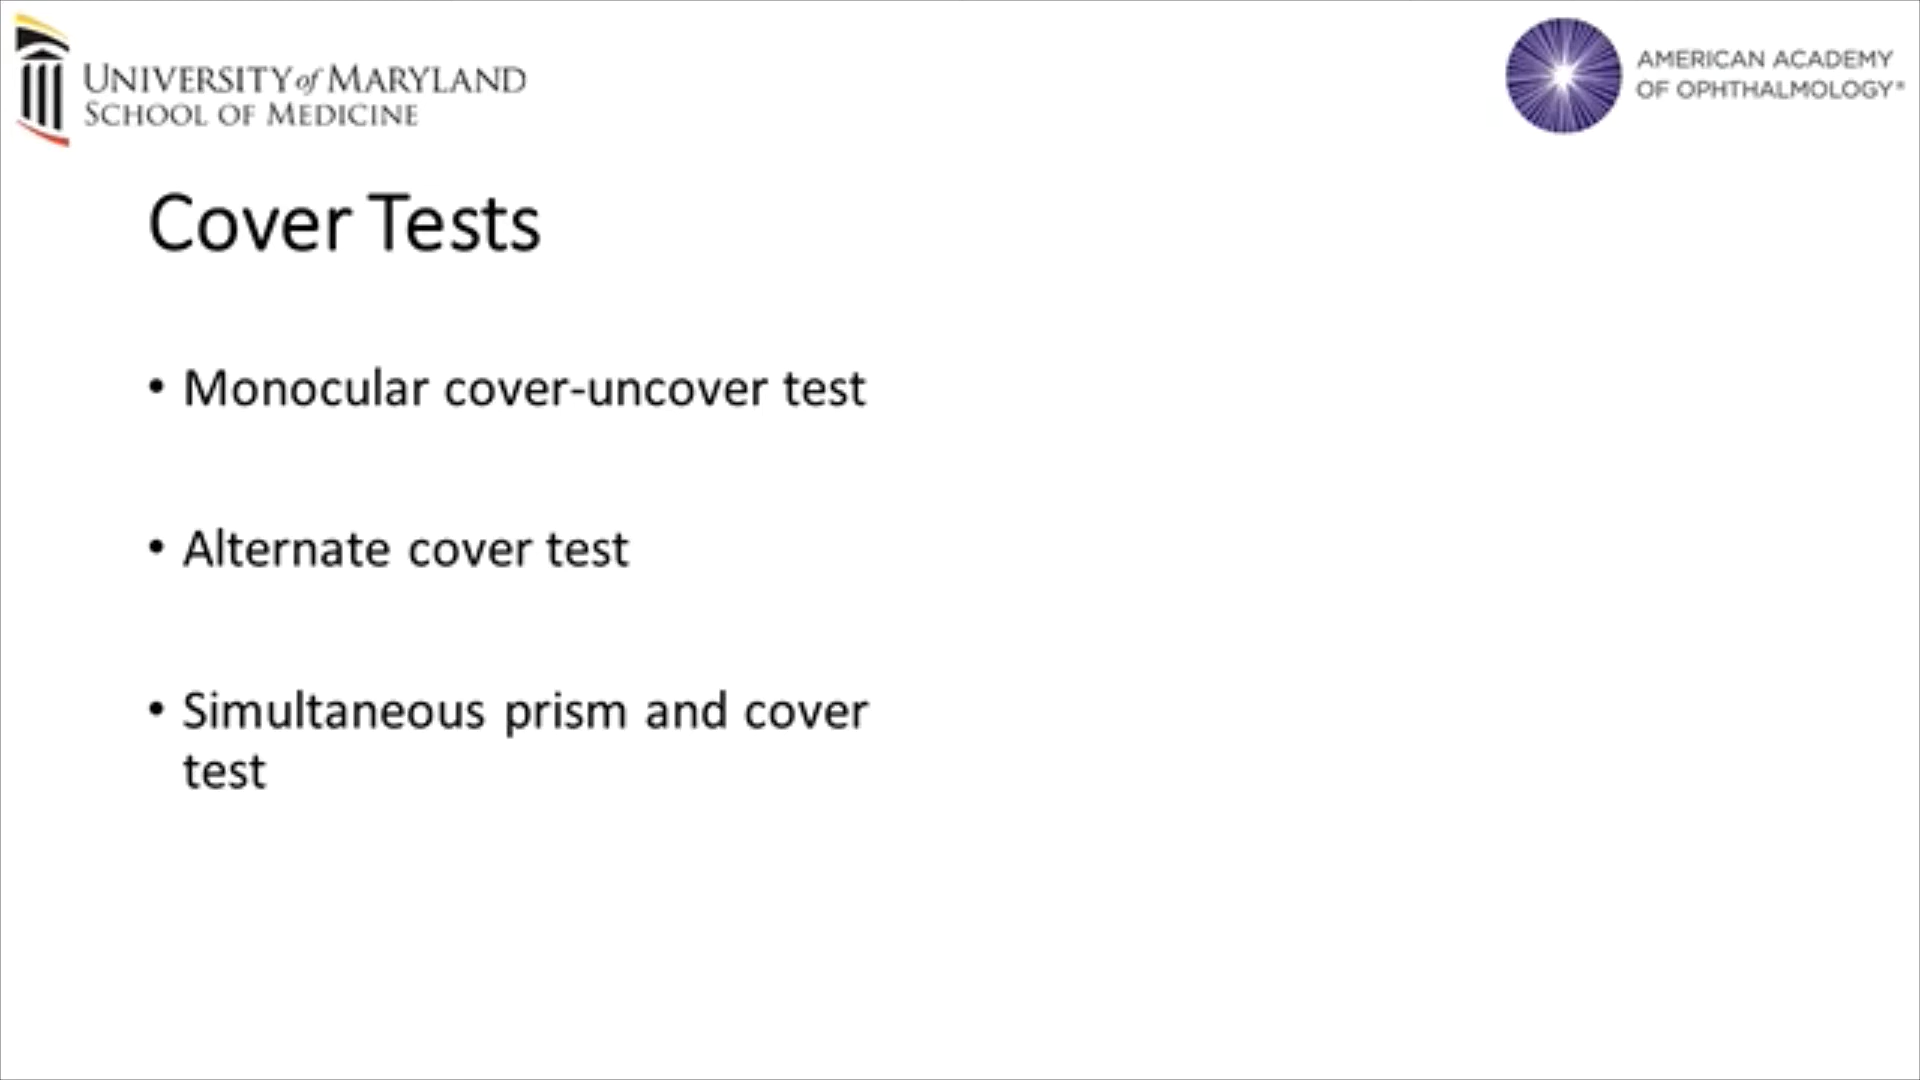 UNIVERSITY of MARYLAND
SCHOOL OF MEDICINE
AMERICAN ACADEMY
OF OPHTHALMOLOGY®
Cover Tests
• Monocular cover-uncover test
• Alternate cover test
• Simultaneous prism and cover
test